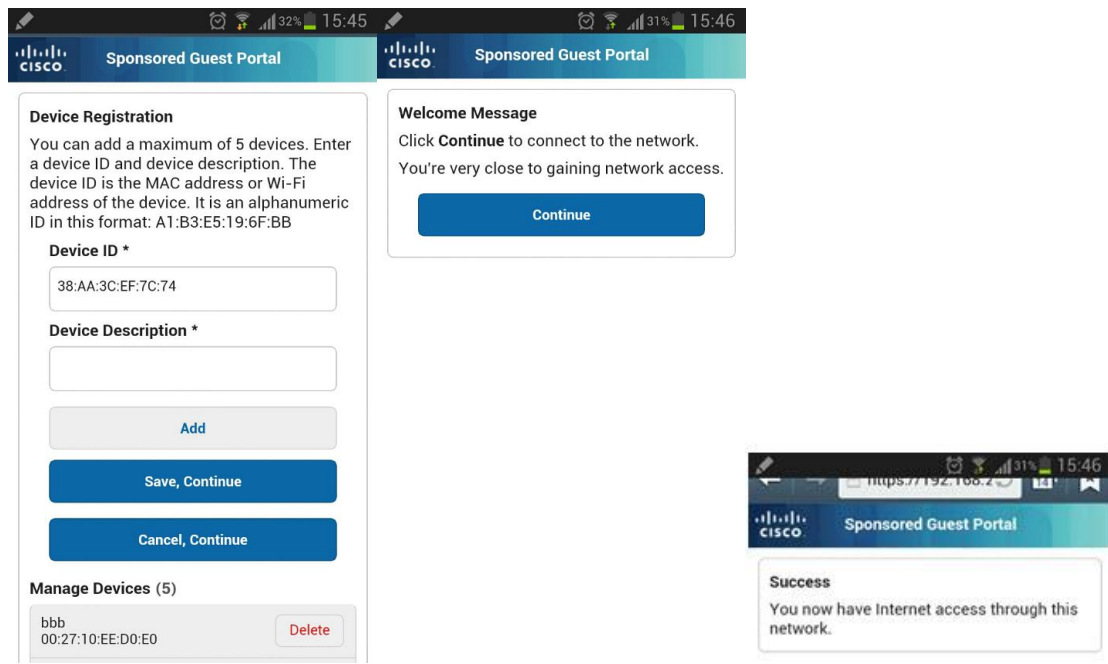 32% 15:45
CISCO Sponsored Guest Portal
Device Registration
You can add a maximum of 5 devices. Enter
a device ID and device description. The
device ID is the MAC address or Wi-Fi
address of the device. It is an alphanumeric
ID in this format: A1:B3:E5:19:6F:BB
Device ID *
38:AA:3C:EF:7C:74
Device Description *
Add
Save, Continue
Cancel, Continue
Manage Devices (5)
bbb
00:27:10:EE:D0:E0
Delete
31% 15:46
CISCO Sponsored Guest Portal
Welcome Message
Click Continue to connect to the network.
You're very close to gaining network access.
Continue
31% 15:46
https://192.168.2
14
CISCO Sponsored Guest Portal
Success
You now have Internet access through this
network.